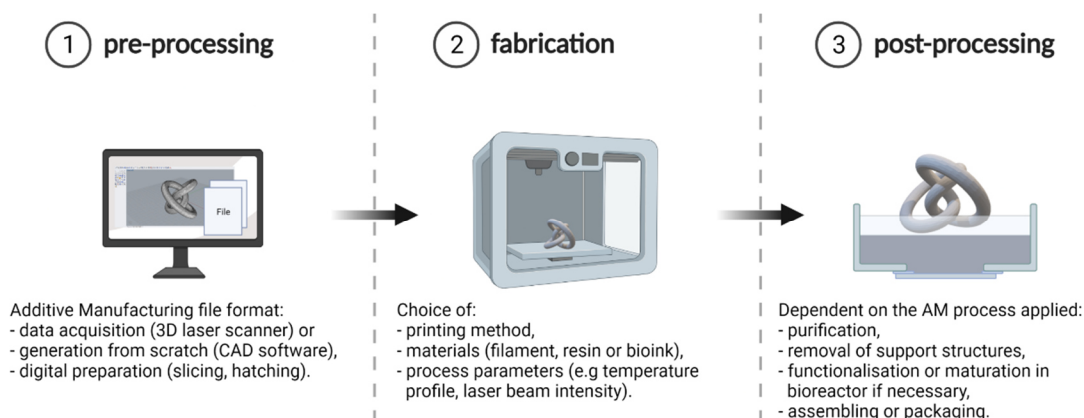 1 pre-processing
2 fabrication
3 post-processing
File
Additive Manufacturing file format:
- data acquisition (3D laser scanner) or
- generation from scratch (CAD software),
- digital preparation (slicing, hatching).
Choice of:
- printing method,
- materials (filament, resin or bioink),
- process parameters (e.g temperature
profile, laser beam intensity).
Dependent on the AM process applied:
- purification,
- removal of support structures,
- functionalisation or maturation in
bioreactor if necessary,
- assembling or packaging.